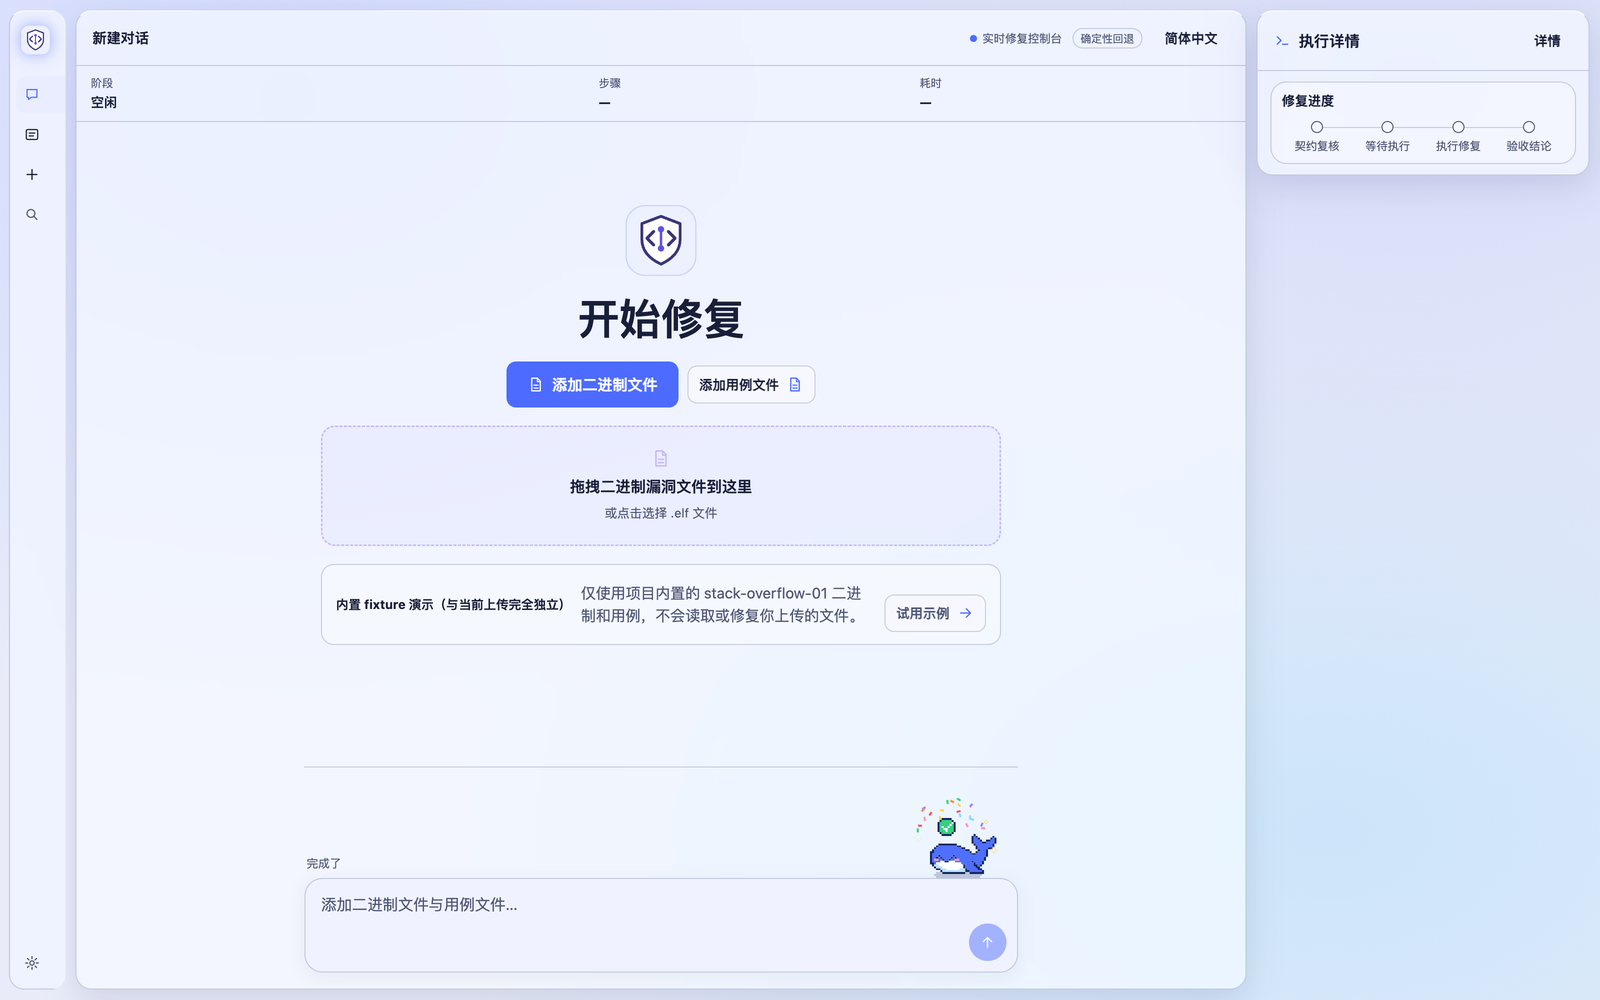 新建对话
实时修复控制台
确定性回退
简体中文
阶段
空闲
步骤
—
耗时
—
开始修复
添加二进制文件
添加用例文件
拖拽二进制漏洞文件到这里
或点击选择 .elf 文件
内置 fixture 演示（与当前上传完全独立）
仅使用项目内置的 stack-overflow-01 二进
制和用例，不会读取或修复你上传的文件。
试用示例
完成了
添加二进制文件与用例文件...
执行详情
详情
修复进度
契约复核
等待执行
执行修复
验收结论